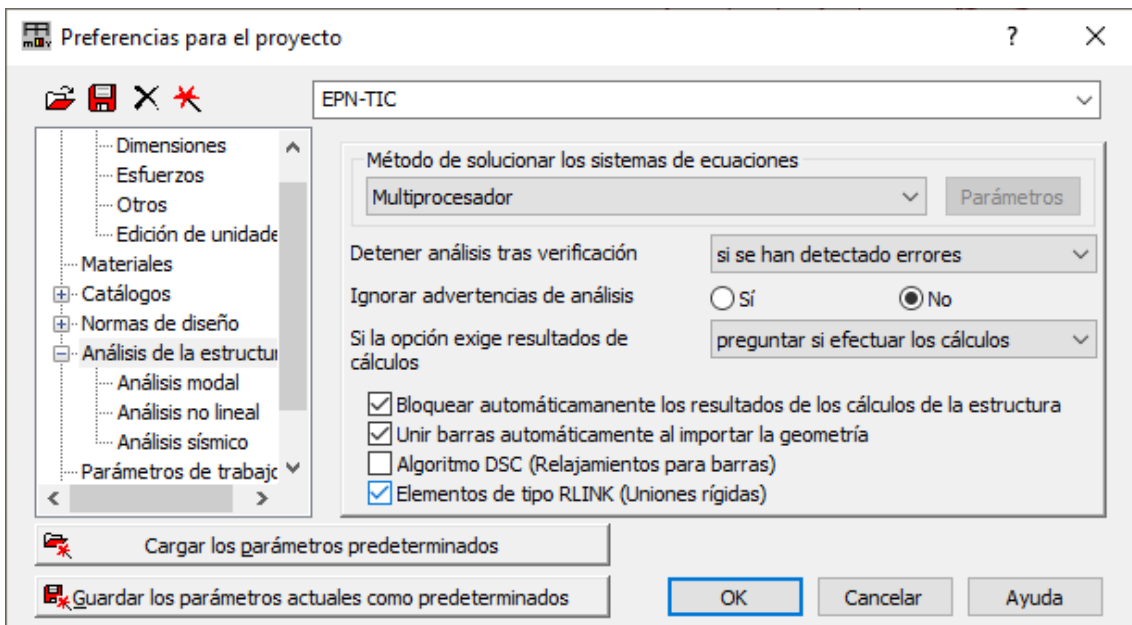 Preferencias para el proyecto
?
EPN-TIC
Dimensiones
Esfuerzos
Otros
Edición de unidade
Materiales
Catálogos
Normas de diseño
Análisis de la estructur
Análisis modal
Análisis no lineal
Análisis sísmico
Parámetros de trabajo
Método de solucionar los sistemas de ecuaciones
Multiprocesador
Parámetros
Detener análisis tras verificación
si se han detectado errores
Ignorar advertencias de análisis
Sí
No
Si la opción exige resultados de
cálculos
preguntar si efectuar los cálculos
Bloquear automáticamanente los resultados de los cálculos de la estructura
Unir barras automáticamente al importar la geometría
Algoritmo DSC (Relajamientos para barras)
Elementos de tipo RLINK (Uniones rígidas)
Cargar los parámetros predeterminados
Guardar los parámetros actuales como predeterminados
OK
Cancelar
Ayuda